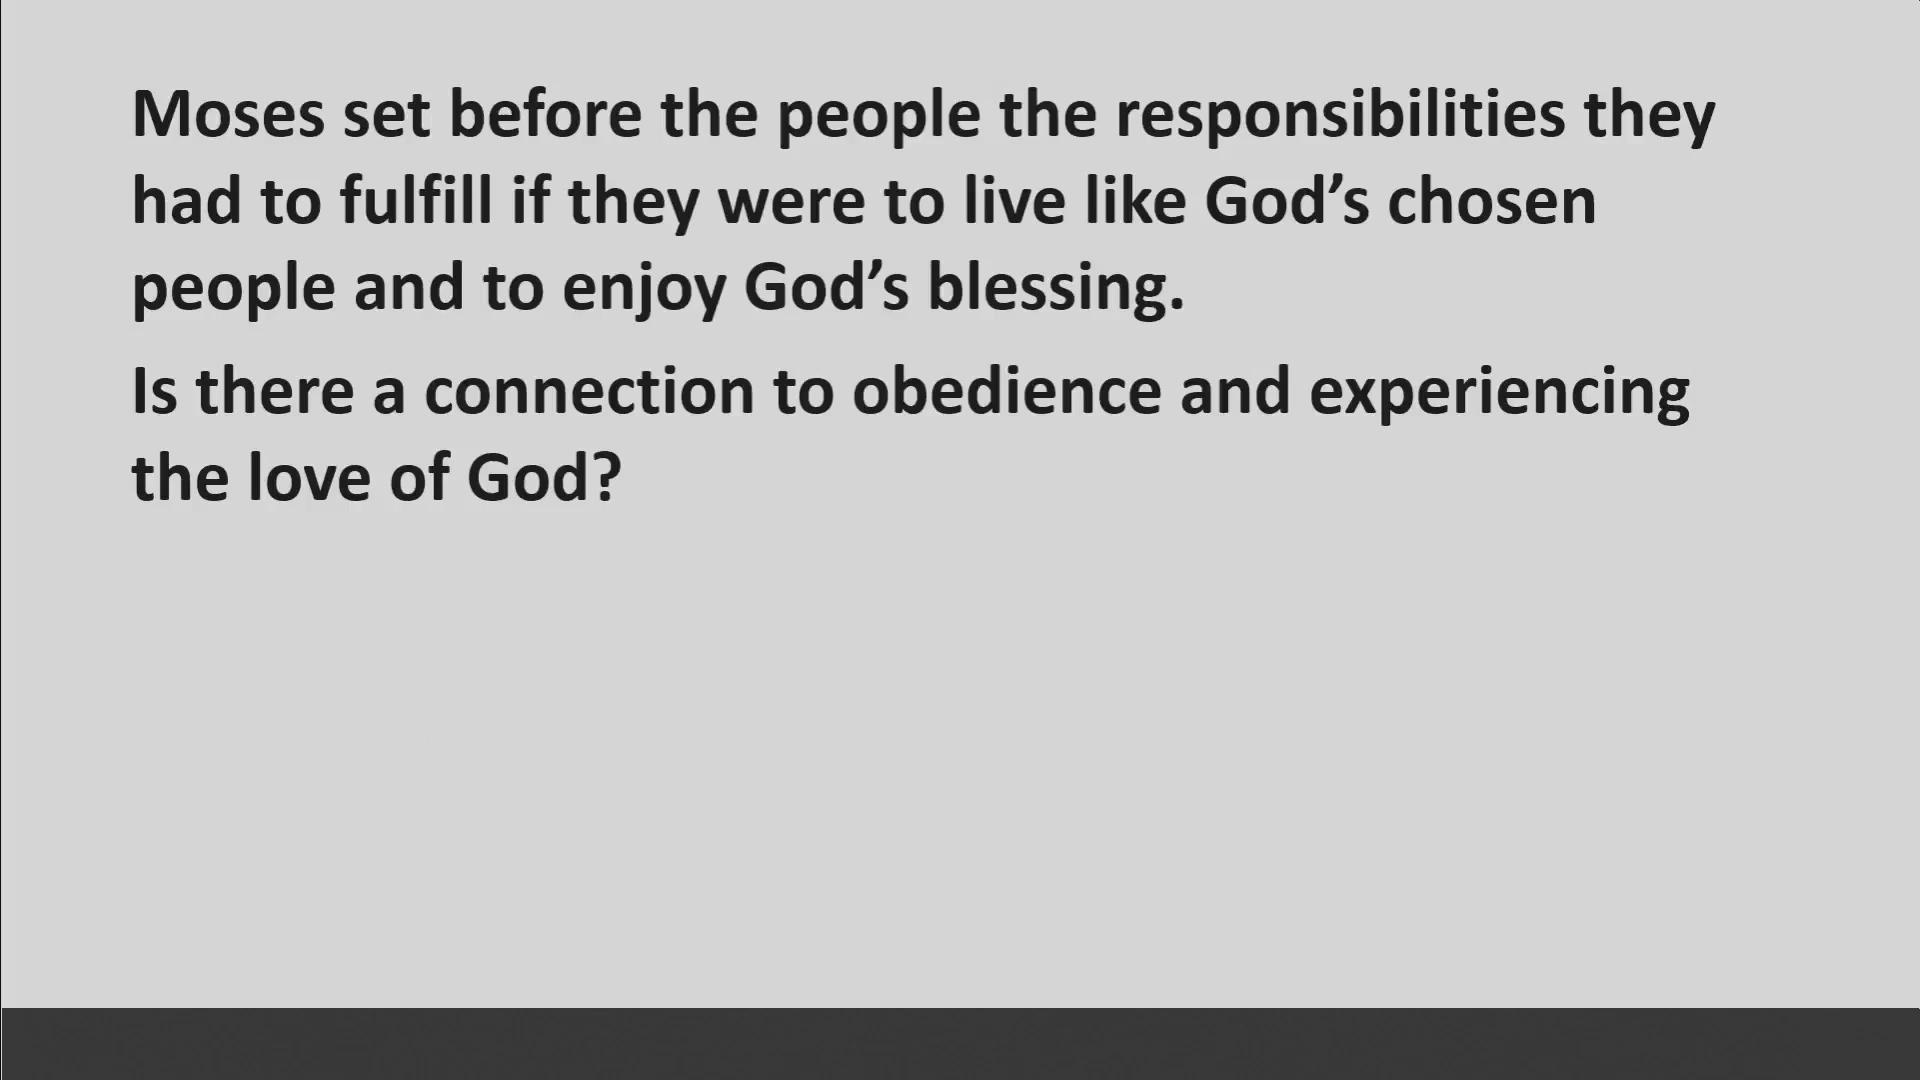 Moses set before the people the responsibilities they
had to fulfill if they were to live like God’s chosen
people and to enjoy God’s blessing.
Is there a connection to obedience and experiencing
the love of God?